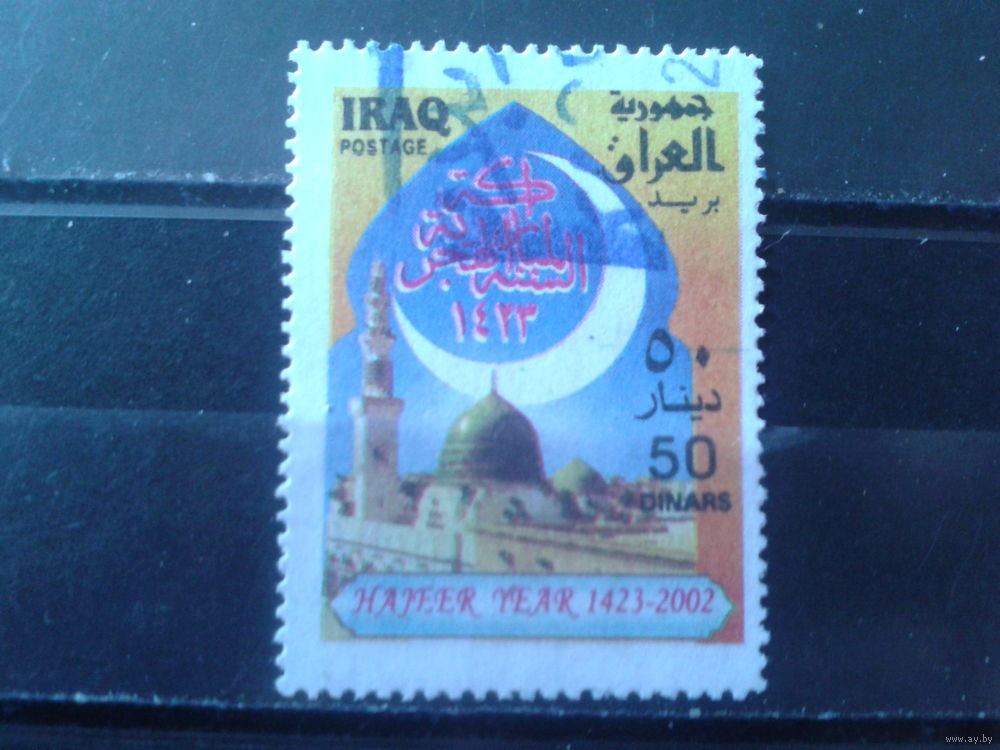 IRAQ
POSTAGE
جمهورية
العراق
بريد
السنة الهجرية
١٤٢٣
٥٠
دينار
50
DINARS
HAJEER YEAR 1423-2002
www.ay.by